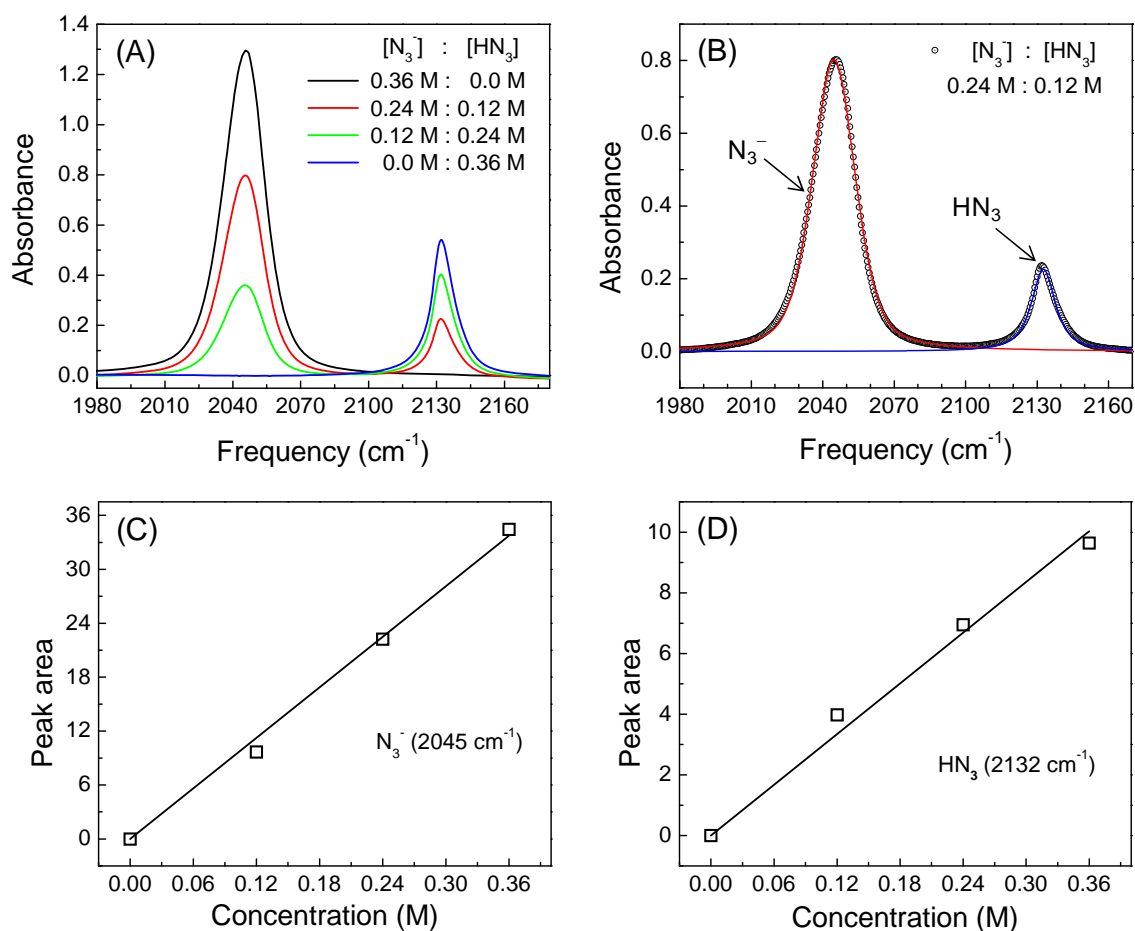 (A)
[N₃⁻] : [HN₃]
0.36 M : 0.0 M
0.24 M : 0.12 M
0.12 M : 0.24 M
0.0 M : 0.36 M
1.4
1.2
1.0
0.8
0.6
0.4
0.2
0.0
Absorbance
1980 2010 2040 2070 2100 2130 2160
Frequency (cm⁻¹)
(B)
[N₃⁻] : [HN₃]
0.24 M : 0.12 M
N₃⁻
HN₃
0.8
0.6
0.4
0.2
0.0
Absorbance
1980 2010 2040 2070 2100 2130 2160
Frequency (cm⁻¹)
(C)
36
33
24
12
9
0
Peak area
N₃⁻ (2045 cm⁻¹)
0.00 0.06 0.12 0.18 0.24 0.30 0.36
Concentration (M)
(D)
10
8
6
4
2
0
Peak area
HN₃ (2132 cm⁻¹)
0.00 0.06 0.12 0.18 0.24 0.30 0.36
Concentration (M)